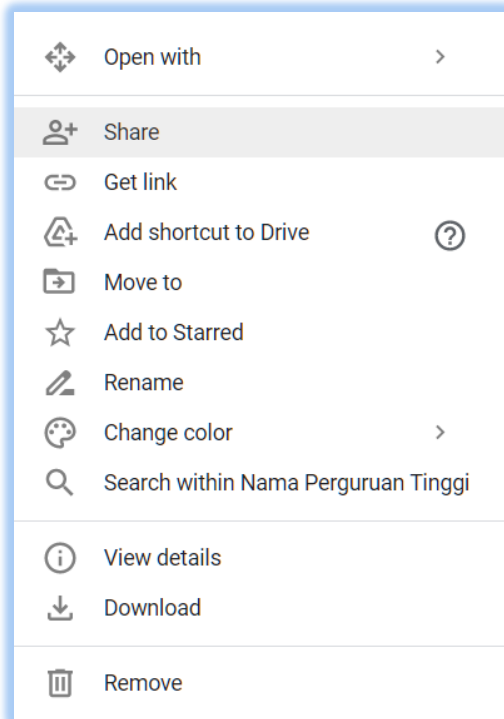 Open with
Share
Get link
Add shortcut to Drive
Move to
Add to Starred
Rename
Change color
Search within Nama Perguruan Tinggi
View details
Download
Remove